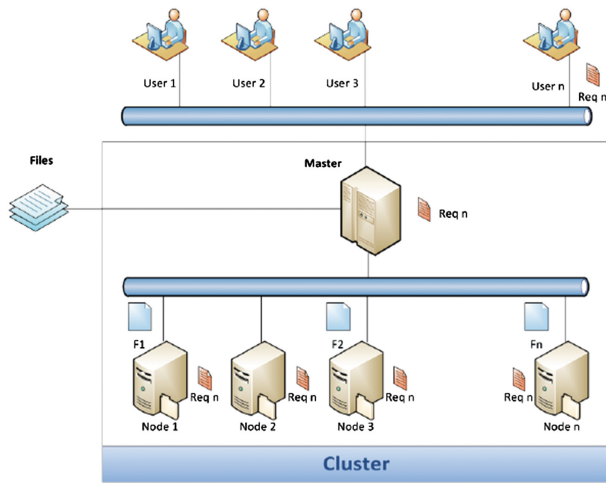 User 1
User 2
User 3
User n
Req n
Files
Master
Req n
F1
F2
Fn
Req n
Req n
Req n
Req n
Node 1
Node 2
Node 3
Node n
Cluster